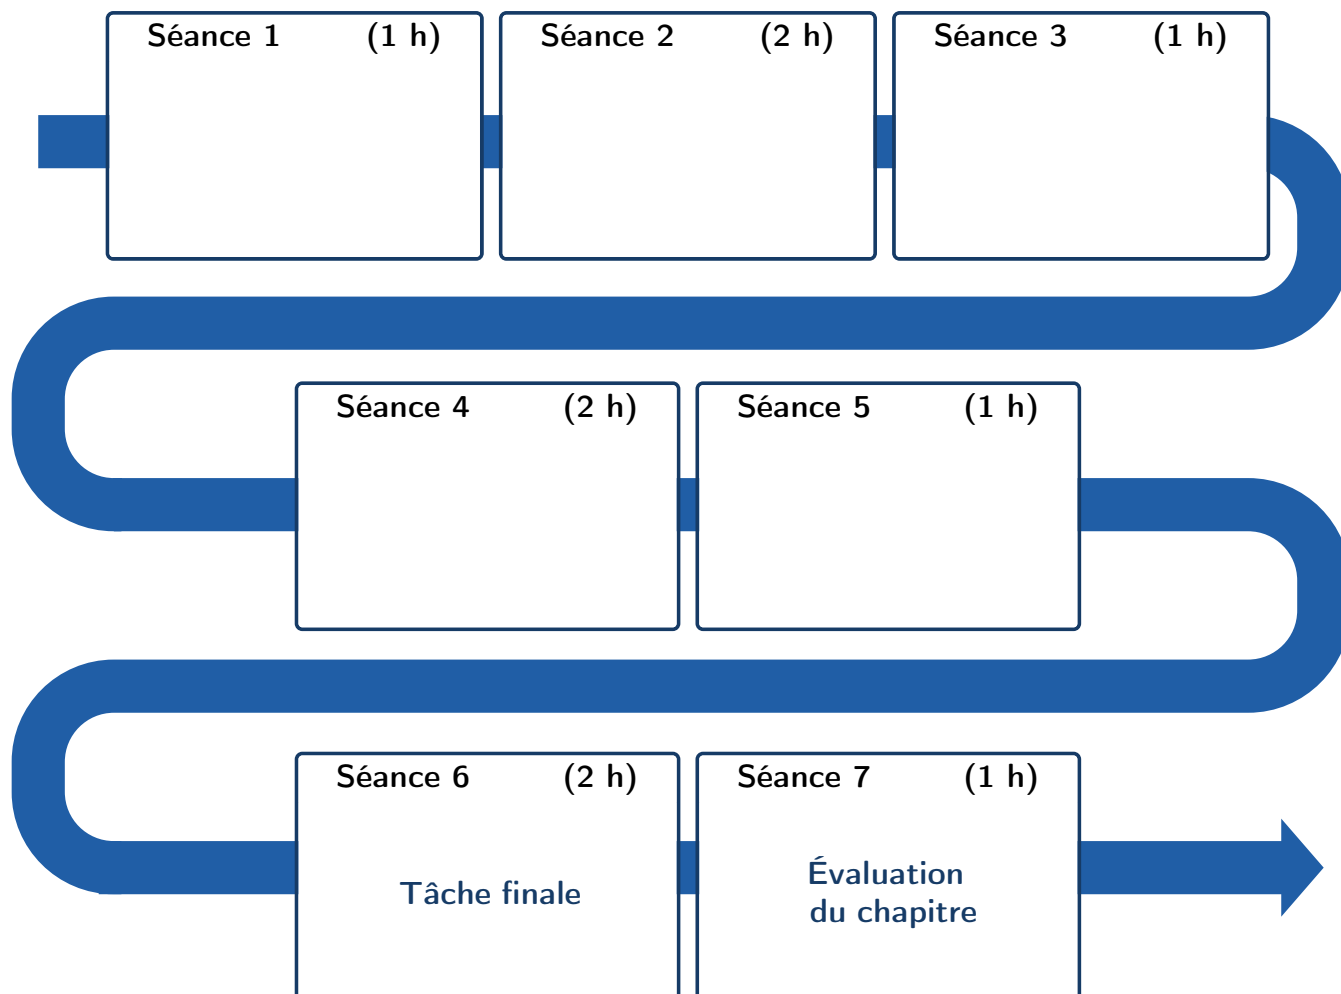 Séance 1 (1 h)
Séance 2 (2 h)
Séance 3 (1 h)
Séance 4 (2 h)
Séance 5 (1 h)
Séance 6 (2 h)
Tâche finale
Séance 7 (1 h)
Évaluation
du chapitre